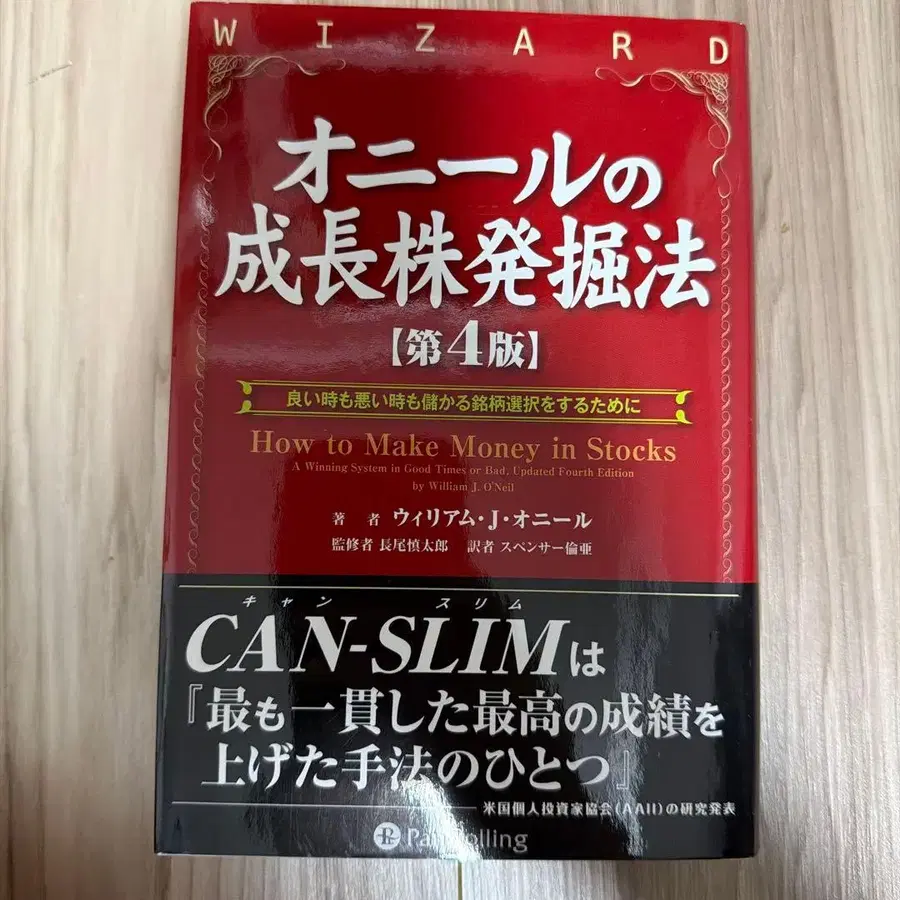 WIZARD
オニールの
成長株発掘法
【第4版】
良い時も悪い時も儲かる銘柄選択をするために
How to Make Money in Stocks
A Winning System in Good Times or Bad, Updated Fourth Edition
by William J. O'Neil
著 者 ウィリアム・J・オニール
監修者 長尾慎太郎 訳者 スペンサー倫亜
キャン スリム
CAN-SLIMは
『最も一貫した最高の成績を
上げた手法のひとつ』
米国個人投資家協会(AAII)の研究発表
PanRolling